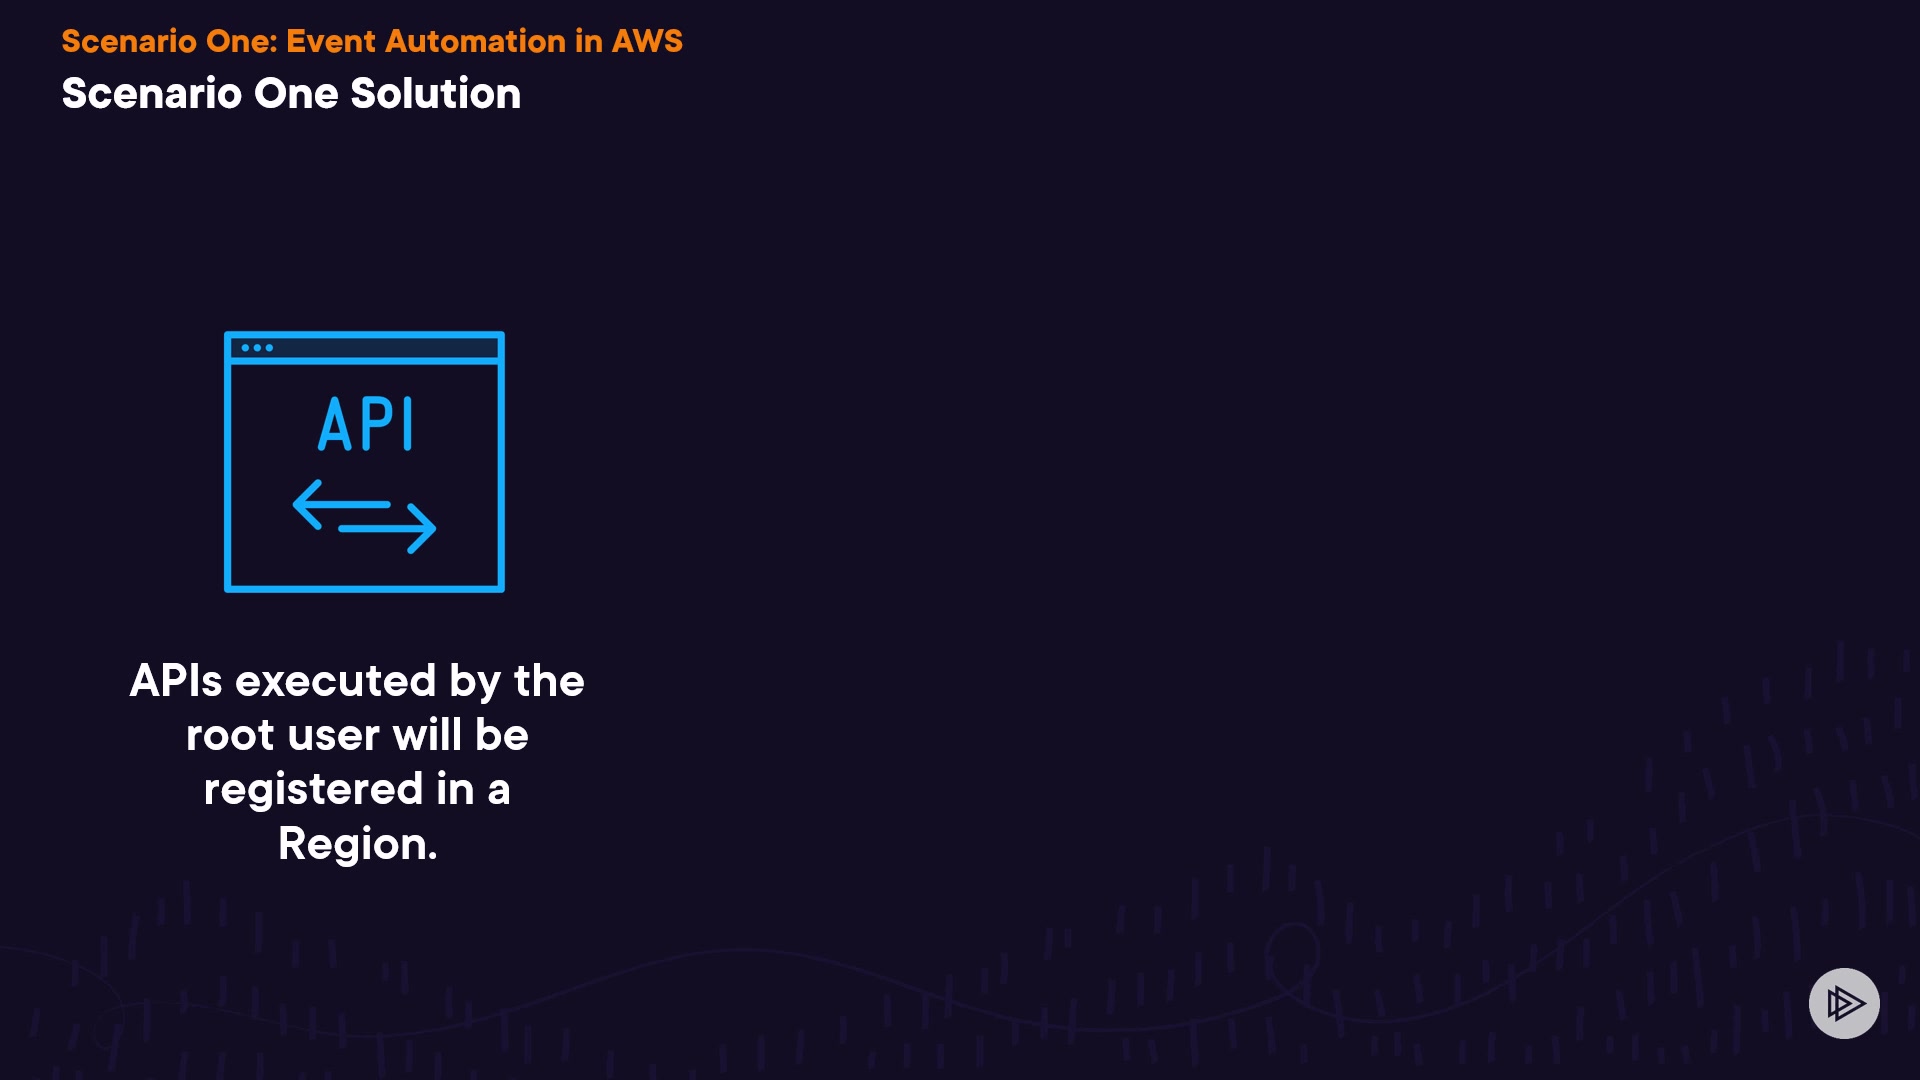 Scenario One: Event Automation in AWS
Scenario One Solution
API
APIs executed by the
root user will be
registered in a
Region.